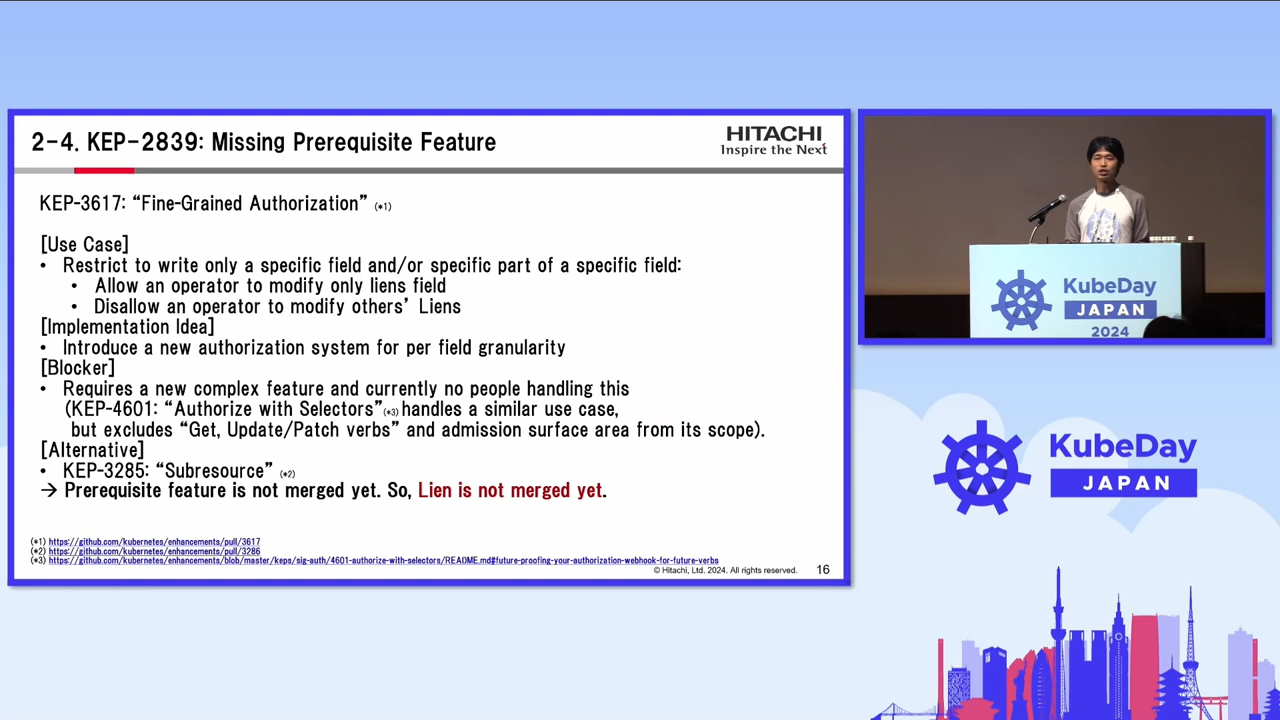 2-4. KEP-2839: Missing Prerequisite Feature
HITACHI
Inspire the Next
KEP-3617: “Fine-Grained Authorization” (*1)
[Use Case]
• Restrict to write only a specific field and/or specific part of a specific field:
• Allow an operator to modify only liens field
• Disallow an operator to modify others’ Liens
[Implementation Idea]
• Introduce a new authorization system for per field granularity
[Blocker]
• Requires a new complex feature and currently no people handling this
(KEP-4601: “Authorize with Selectors”(*3) handles a similar use case,
but excludes “Get, Update/Patch verbs” and admission surface area from its scope).
[Alternative]
• KEP-3285: “Subresource” (*2)
→ Prerequisite feature is not merged yet. So, Lien is not merged yet.
(*1) https://github.com/kubernetes/enhancements/pull/3617
(*2) https://github.com/kubernetes/enhancements/pull/3286
(*3) https://github.com/kubernetes/enhancements/blob/master/keps/sig-auth/4601-authorize-with-selectors/README.md#future-proofing-your-authorization-webhook-for-future-verbs
© Hitachi, Ltd. 2024. All rights reserved.
16
KubeDay
JAPAN
2024
KubeDay
JAPAN